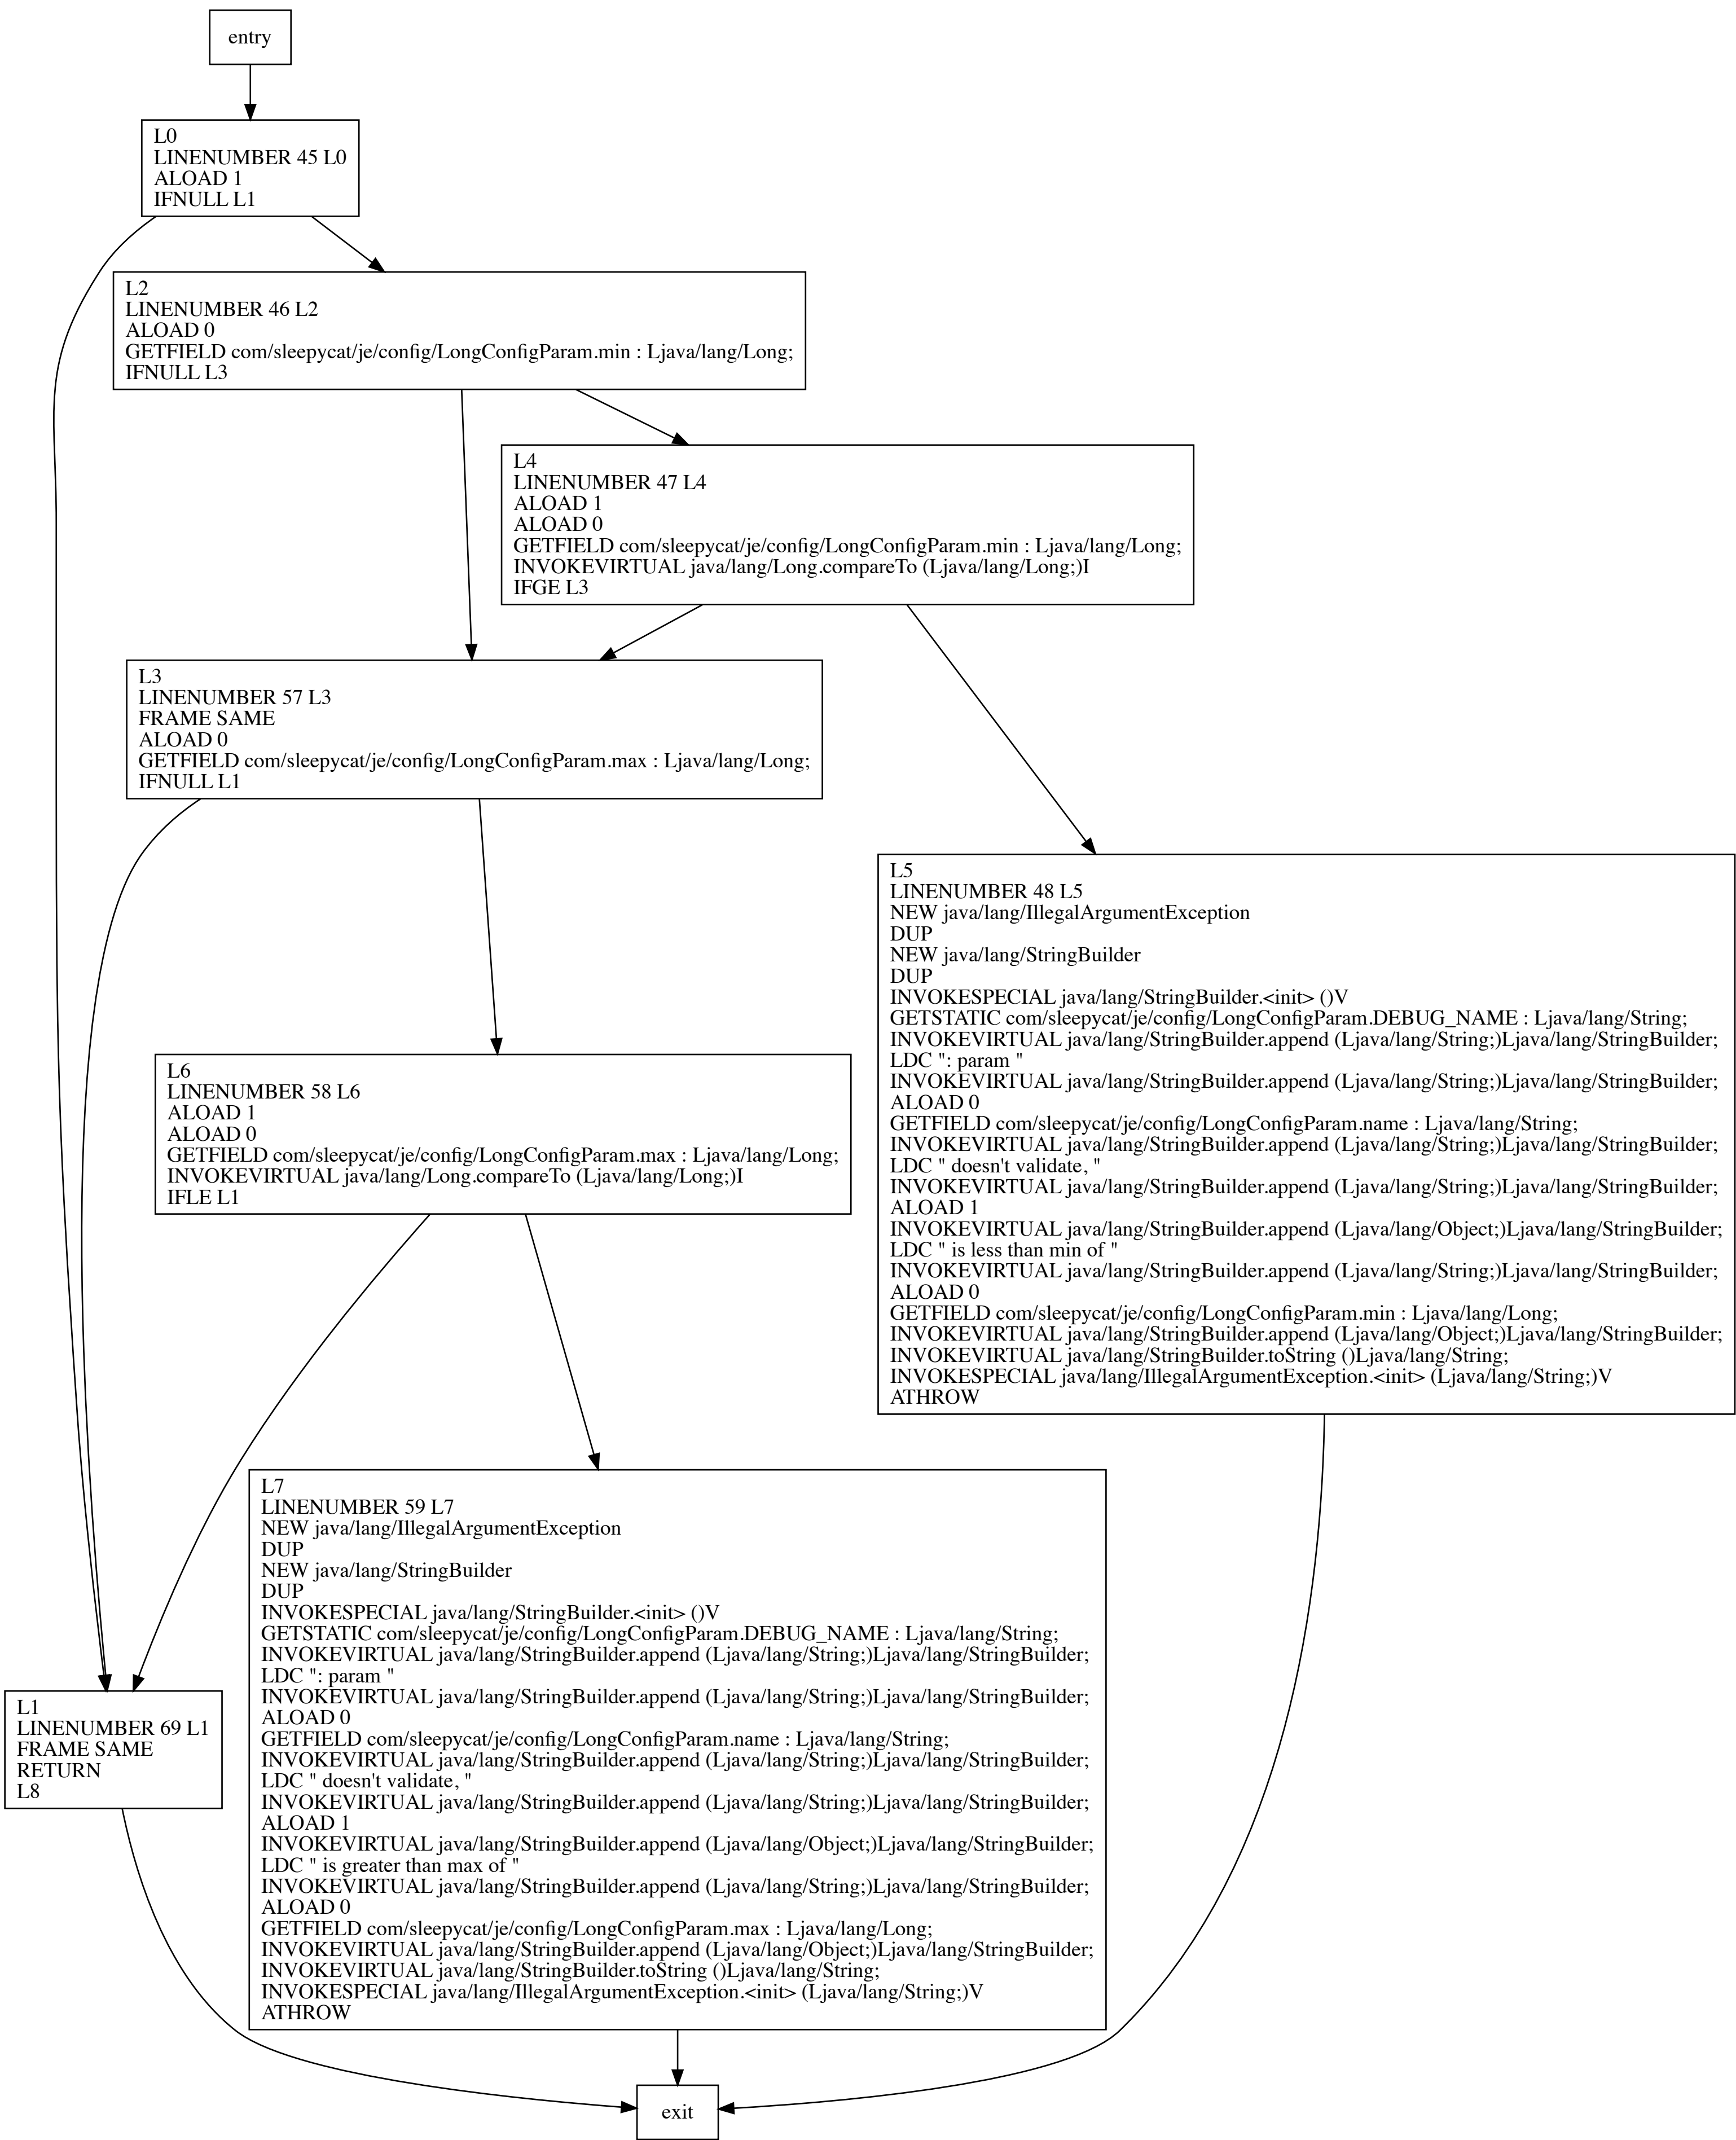 entry
L0
LINENUMBER 45 L0
ALOAD 1
IFNULL L1
L2
LINENUMBER 46 L2
ALOAD 0
GETFIELD com/sleepycat/je/config/LongConfigParam.min : Ljava/lang/Long;
IFNULL L3
L4
LINENUMBER 47 L4
ALOAD 1
ALOAD 0
GETFIELD com/sleepycat/je/config/LongConfigParam.min : Ljava/lang/Long;
INVOKEVIRTUAL java/lang/Long.compareTo (Ljava/lang/Long;)I
IFGE L3
L3
LINENUMBER 57 L3
FRAME SAME
ALOAD 0
GETFIELD com/sleepycat/je/config/LongConfigParam.max : Ljava/lang/Long;
IFNULL L1
L5
LINENUMBER 48 L5
NEW java/lang/IllegalArgumentException
DUP
NEW java/lang/StringBuilder
DUP
INVOKESPECIAL java/lang/StringBuilder.<init> ()V
GETSTATIC com/sleepycat/je/config/LongConfigParam.DEBUG_NAME : Ljava/lang/String;
INVOKEVIRTUAL java/lang/StringBuilder.append (Ljava/lang/String;)Ljava/lang/StringBuilder;
LDC ": param "
INVOKEVIRTUAL java/lang/StringBuilder.append (Ljava/lang/String;)Ljava/lang/StringBuilder;
ALOAD 0
GETFIELD com/sleepycat/je/config/LongConfigParam.name : Ljava/lang/String;
INVOKEVIRTUAL java/lang/StringBuilder.append (Ljava/lang/String;)Ljava/lang/StringBuilder;
LDC " doesn't validate, "
INVOKEVIRTUAL java/lang/StringBuilder.append (Ljava/lang/String;)Ljava/lang/StringBuilder;
ALOAD 1
INVOKEVIRTUAL java/lang/StringBuilder.append (Ljava/lang/Object;)Ljava/lang/StringBuilder;
LDC " is less than min of "
INVOKEVIRTUAL java/lang/StringBuilder.append (Ljava/lang/String;)Ljava/lang/StringBuilder;
ALOAD 0
GETFIELD com/sleepycat/je/config/LongConfigParam.min : Ljava/lang/Long;
INVOKEVIRTUAL java/lang/StringBuilder.append (Ljava/lang/Object;)Ljava/lang/StringBuilder;
INVOKEVIRTUAL java/lang/StringBuilder.toString ()Ljava/lang/String;
INVOKESPECIAL java/lang/IllegalArgumentException.<init> (Ljava/lang/String;)V
ATHROW
L6
LINENUMBER 58 L6
ALOAD 1
ALOAD 0
GETFIELD com/sleepycat/je/config/LongConfigParam.max : Ljava/lang/Long;
INVOKEVIRTUAL java/lang/Long.compareTo (Ljava/lang/Long;)I
IFLE L1
L7
LINENUMBER 59 L7
NEW java/lang/IllegalArgumentException
DUP
NEW java/lang/StringBuilder
DUP
INVOKESPECIAL java/lang/StringBuilder.<init> ()V
GETSTATIC com/sleepycat/je/config/LongConfigParam.DEBUG_NAME : Ljava/lang/String;
INVOKEVIRTUAL java/lang/StringBuilder.append (Ljava/lang/String;)Ljava/lang/StringBuilder;
LDC ": param "
INVOKEVIRTUAL java/lang/StringBuilder.append (Ljava/lang/String;)Ljava/lang/StringBuilder;
ALOAD 0
GETFIELD com/sleepycat/je/config/LongConfigParam.name : Ljava/lang/String;
INVOKEVIRTUAL java/lang/StringBuilder.append (Ljava/lang/String;)Ljava/lang/StringBuilder;
LDC " doesn't validate, "
INVOKEVIRTUAL java/lang/StringBuilder.append (Ljava/lang/String;)Ljava/lang/StringBuilder;
ALOAD 1
INVOKEVIRTUAL java/lang/StringBuilder.append (Ljava/lang/Object;)Ljava/lang/StringBuilder;
LDC " is greater than max of "
INVOKEVIRTUAL java/lang/StringBuilder.append (Ljava/lang/String;)Ljava/lang/StringBuilder;
ALOAD 0
GETFIELD com/sleepycat/je/config/LongConfigParam.max : Ljava/lang/Long;
INVOKEVIRTUAL java/lang/StringBuilder.append (Ljava/lang/Object;)Ljava/lang/StringBuilder;
INVOKEVIRTUAL java/lang/StringBuilder.toString ()Ljava/lang/String;
INVOKESPECIAL java/lang/IllegalArgumentException.<init> (Ljava/lang/String;)V
ATHROW
L1
LINENUMBER 69 L1
FRAME SAME
RETURN
L8
exit